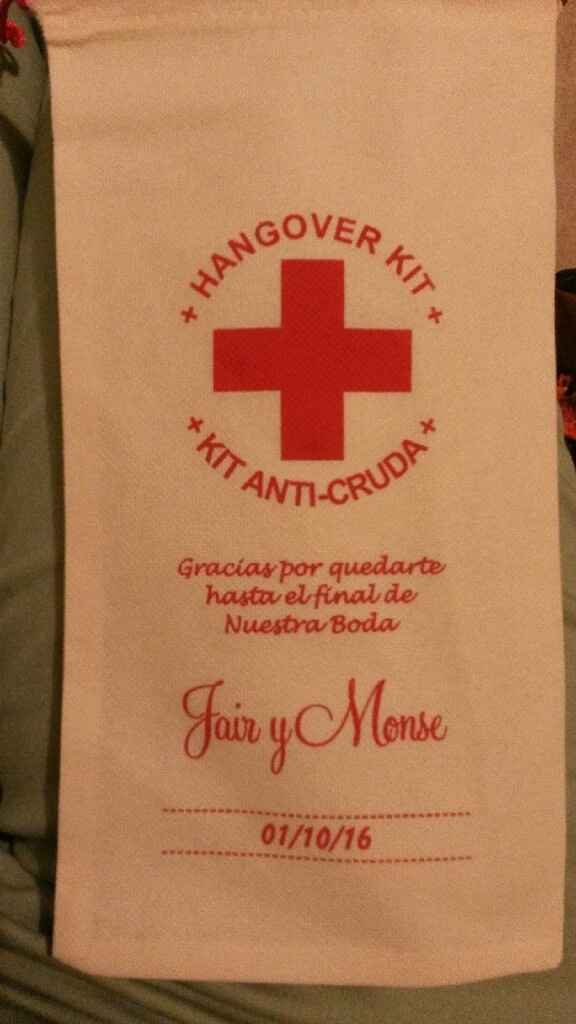 + HANGOVER KIT +
+ KIT ANTI-CRUDA +
Gracias por quedarte
hasta el final de
Nuestra Boda
Jair y Monse
01/10/16